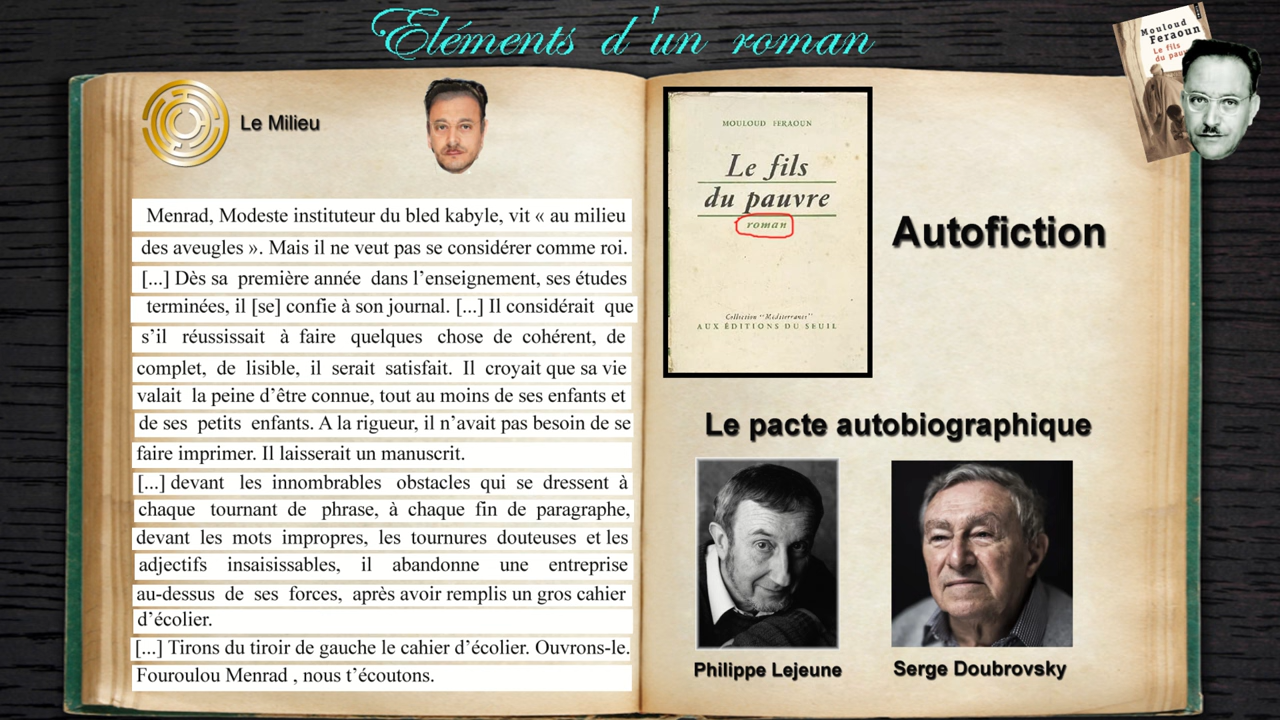 Eléments d'un roman
Le Milieu
Menrad, Modeste instituteur du bled kabyle, vit « au milieu
des aveugles ». Mais il ne veut pas se considérer comme roi.
[...] Dès sa première année dans l'enseignement, ses études
terminées, il [se] confie à son journal. [...] Il considérait que
s'il réussissait à faire quelques chose de cohérent, de
complet, de lisible, il serait satisfait. Il croyait que sa vie
valait la peine d'être connue, tout au moins de ses enfants et
de ses petits enfants. A la rigueur, il n'avait pas besoin de se
faire imprimer. Il laisserait un manuscrit.
[...] devant les innombrables obstacles qui se dressent à
chaque tournant de phrase, à chaque fin de paragraphe,
devant les mots impropres, les tournures douteuses et les
adjectifs insaisissables, il abandonne une entreprise
au-dessus de ses forces, après avoir remplis un gros cahier
d'écolier.
[...] Tirons du tiroir de gauche le cahier d'écolier. Ouvrons-le.
Fouroulou Menrad , nous t'écoutons.
MOULOUD FERAOUN
Le fils
du pauvre
roman
Collection "Méditerranée"
AUX ÉDITIONS DU SEUIL
Autofiction
Le pacte autobiographique
Philippe Lejeune
Serge Doubrovsky
Mouloud
Feraoun
Le fils
du